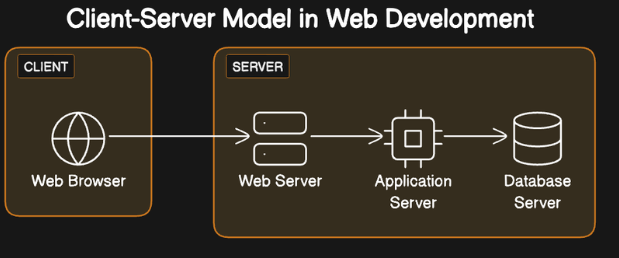 Client-Server Model in Web Development
CLIENT
SERVER
Web Browser
Web Server
Application
Server
Database
Server